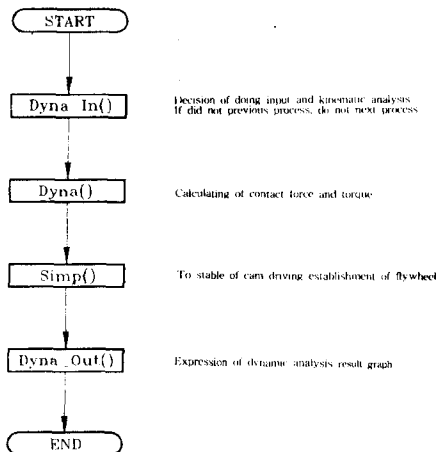 START
Dyna In()
Decision of doing input and kinematic analysis
If did not previous process, do not next process
Dyna()
Calculating of contact force and torque
Simp()
To stable of cam driving establishment of flywheel
Dyna_Out()
Expression of dynamic analysis result graph
END